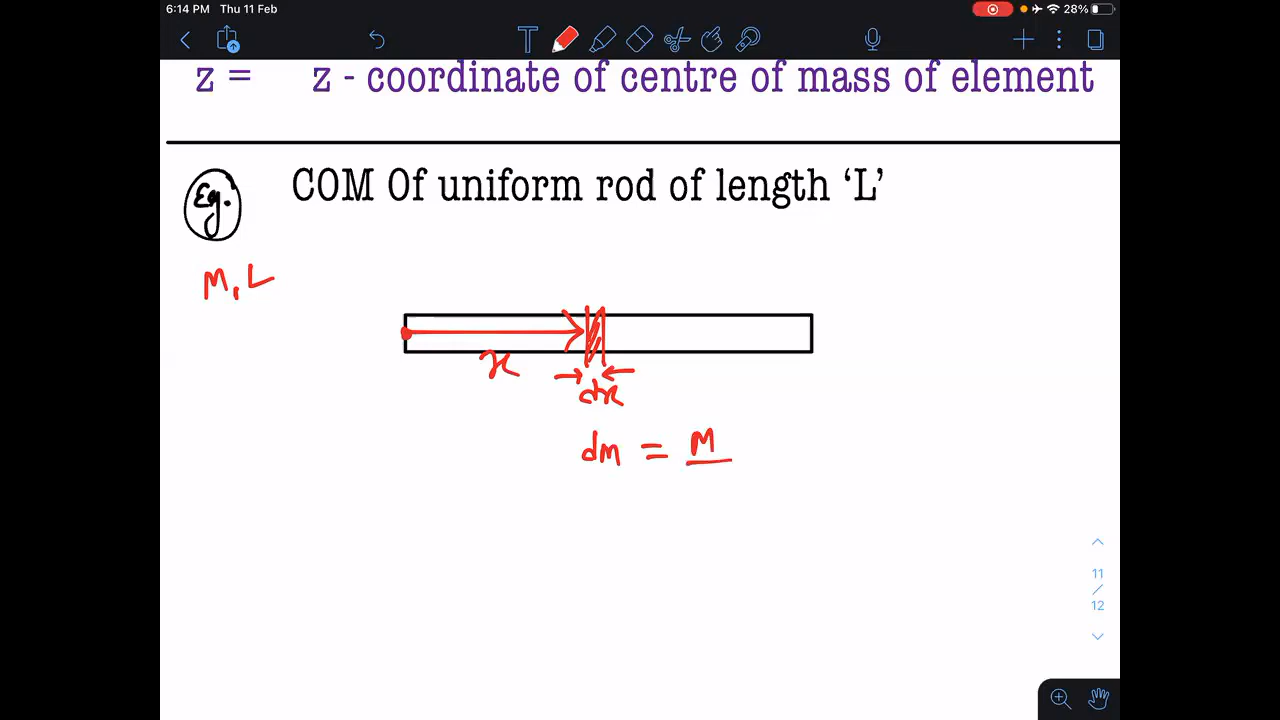 6:14 PM Thu 11 Feb
28%
z = z - coordinate of centre of mass of element
Eg. COM Of uniform rod of length ‘L’
M, L
x
dx
dm = M
11
/
12